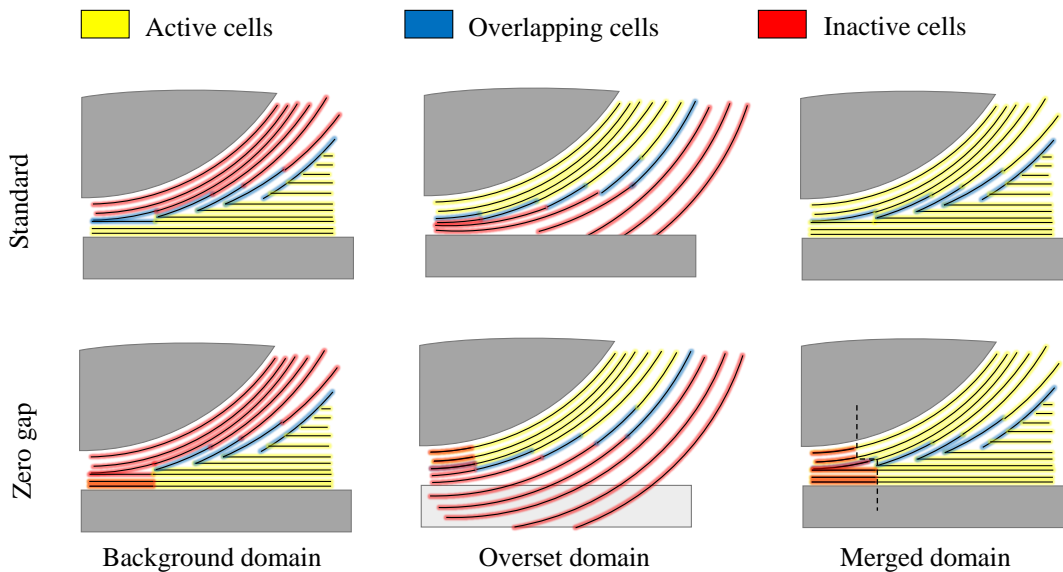 Active cells
Overlapping cells
Inactive cells
Standard
Zero gap
Background domain
Overset domain
Merged domain